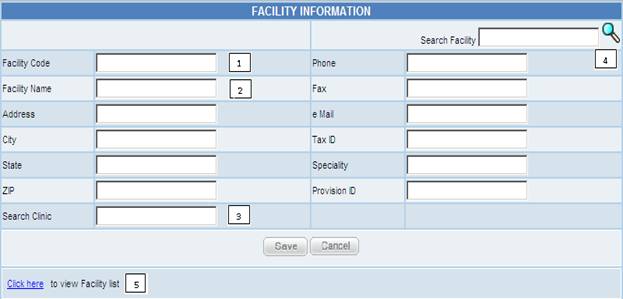 FACILITY INFORMATION
Search Facility
Facility Code 1 Phone 4
Facility Name 2 Fax
Address e Mail
City Tax ID
State Speciality
ZIP Provision ID
Search Clinic 3
Save Cancel
Click here to view Facility list 5